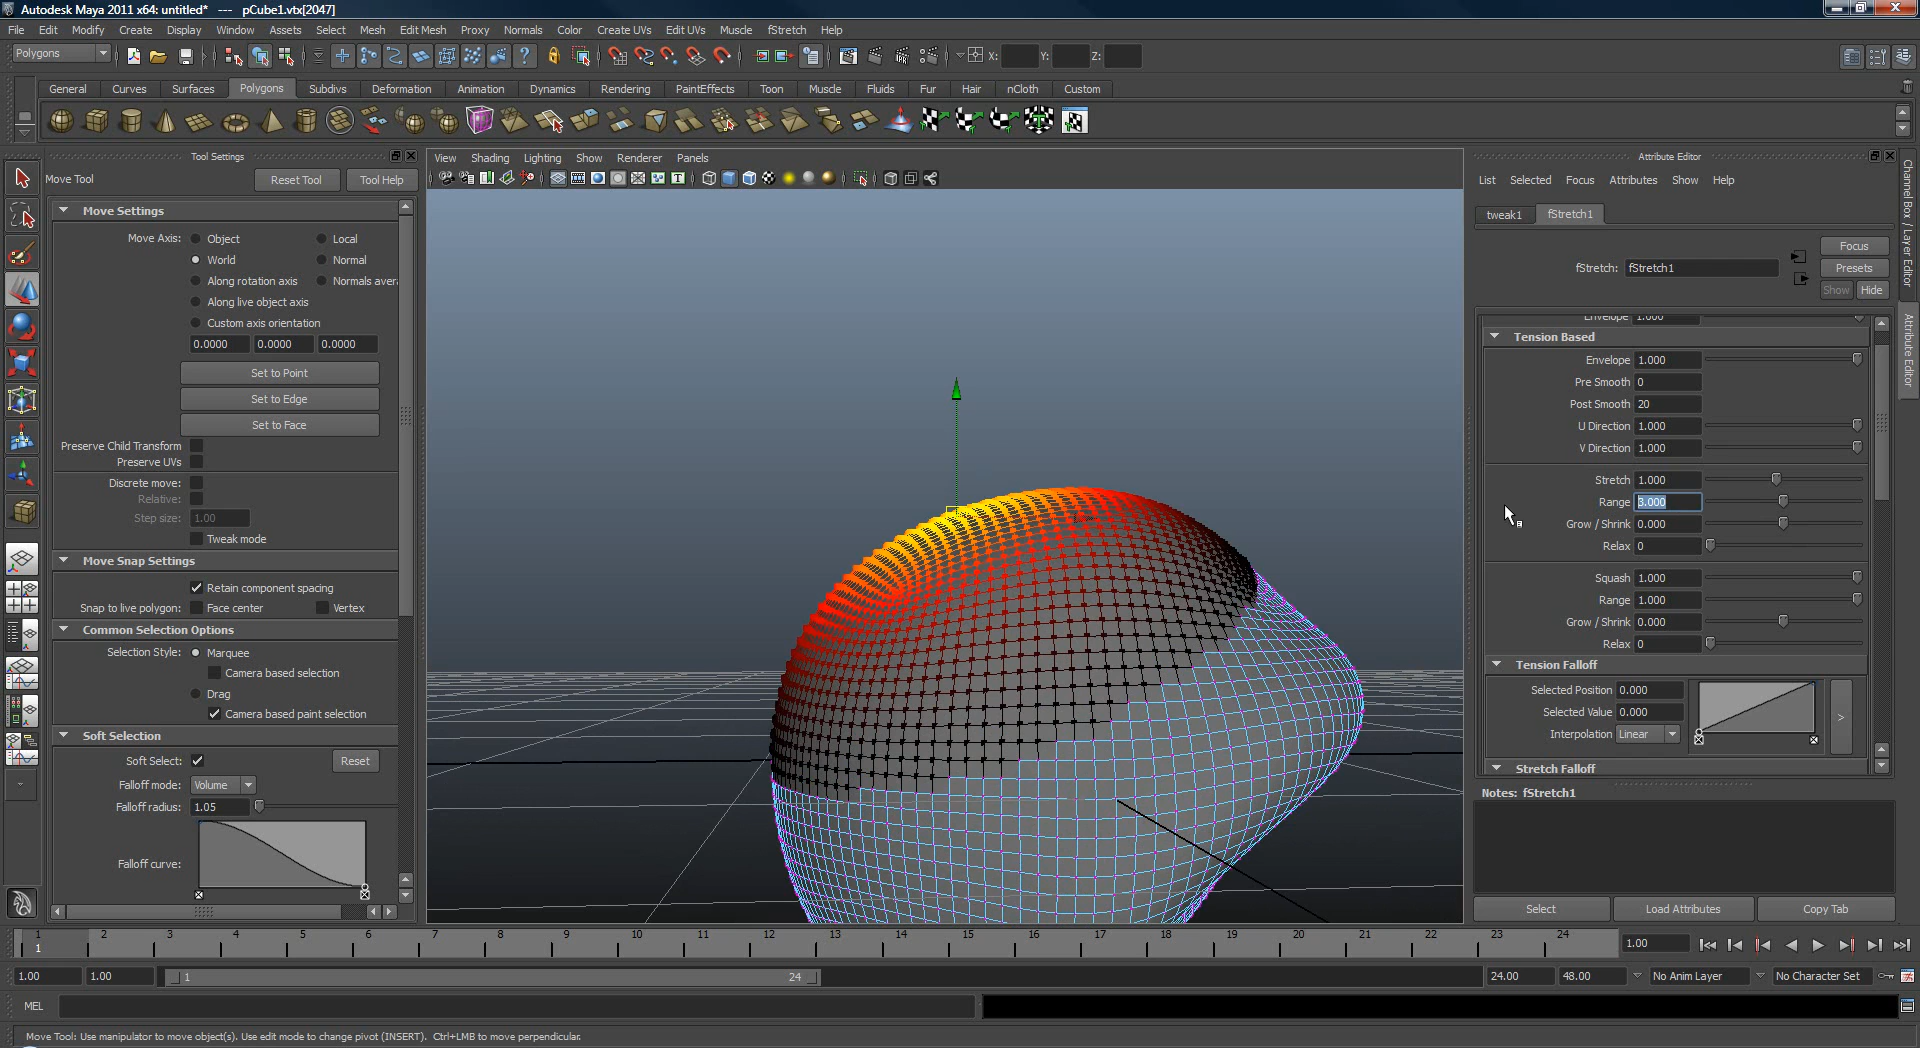 Autodesk Maya 2011 x64: untitled*   ---   pCube1.vtx[2047]
File Edit Modify Create Display Window Assets Select Mesh Edit Mesh Proxy Normals Color Create UVs Edit UVs Muscle fStretch Help
Polygons X: Y: Z:
General Curves Surfaces Polygons Subdivs Deformation Animation Dynamics Rendering PaintEffects Toon Muscle Fluids Fur Hair nCloth Custom
Tool Settings
Move Tool Reset Tool Tool Help
Move Settings
Move Axis: Object Local
World Normal
Along rotation axis Normals avera
Along live object axis
Custom axis orientation
0.0000 0.0000 0.0000
Set to Point
Set to Edge
Set to Face
Preserve Child Transform
Preserve UVs
Discrete move:
Relative:
Step size: 1.00
Tweak mode
Move Snap Settings
Retain component spacing
Snap to live polygon: Face center Vertex
Common Selection Options
Selection Style: Marquee
Camera based selection
Drag
Camera based paint selection
Soft Selection
Soft Select: Reset
Falloff mode: Volume
Falloff radius: 1.05
Falloff curve:
View Shading Lighting Show Renderer Panels
Attribute Editor
List Selected Focus Attributes Show Help
tweak1 fStretch1
fStretch: fStretch1
Focus
Presets
Show Hide
Envelope 1.000
Tension Based
Envelope 1.000
Pre Smooth 0
Post Smooth 20
U Direction 1.000
V Direction 1.000
Stretch 1.000
Range 3.000
Grow / Shrink 0.000
Relax 0
Squash 1.000
Range 1.000
Grow / Shrink 0.000
Relax 0
Tension Falloff
Selected Position 0.000
Selected Value 0.000
Interpolation Linear
>
Stretch Falloff
Notes: fStretch1
Select Load Attributes Copy Tab
Channel Box / Layer Editor
Attribute Editor
1 2 3 4 5 6 7 8 9 10 11 12 13 14 15 16 17 18 19 20 21 22 23 24
1
1.00
1.00 1.00 1 24 24.00 48.00 No Anim Layer No Character Set
MEL
Move Tool: Use manipulator to move object(s). Use edit mode to change pivot (INSERT).  Ctrl+LMB to move perpendicular.